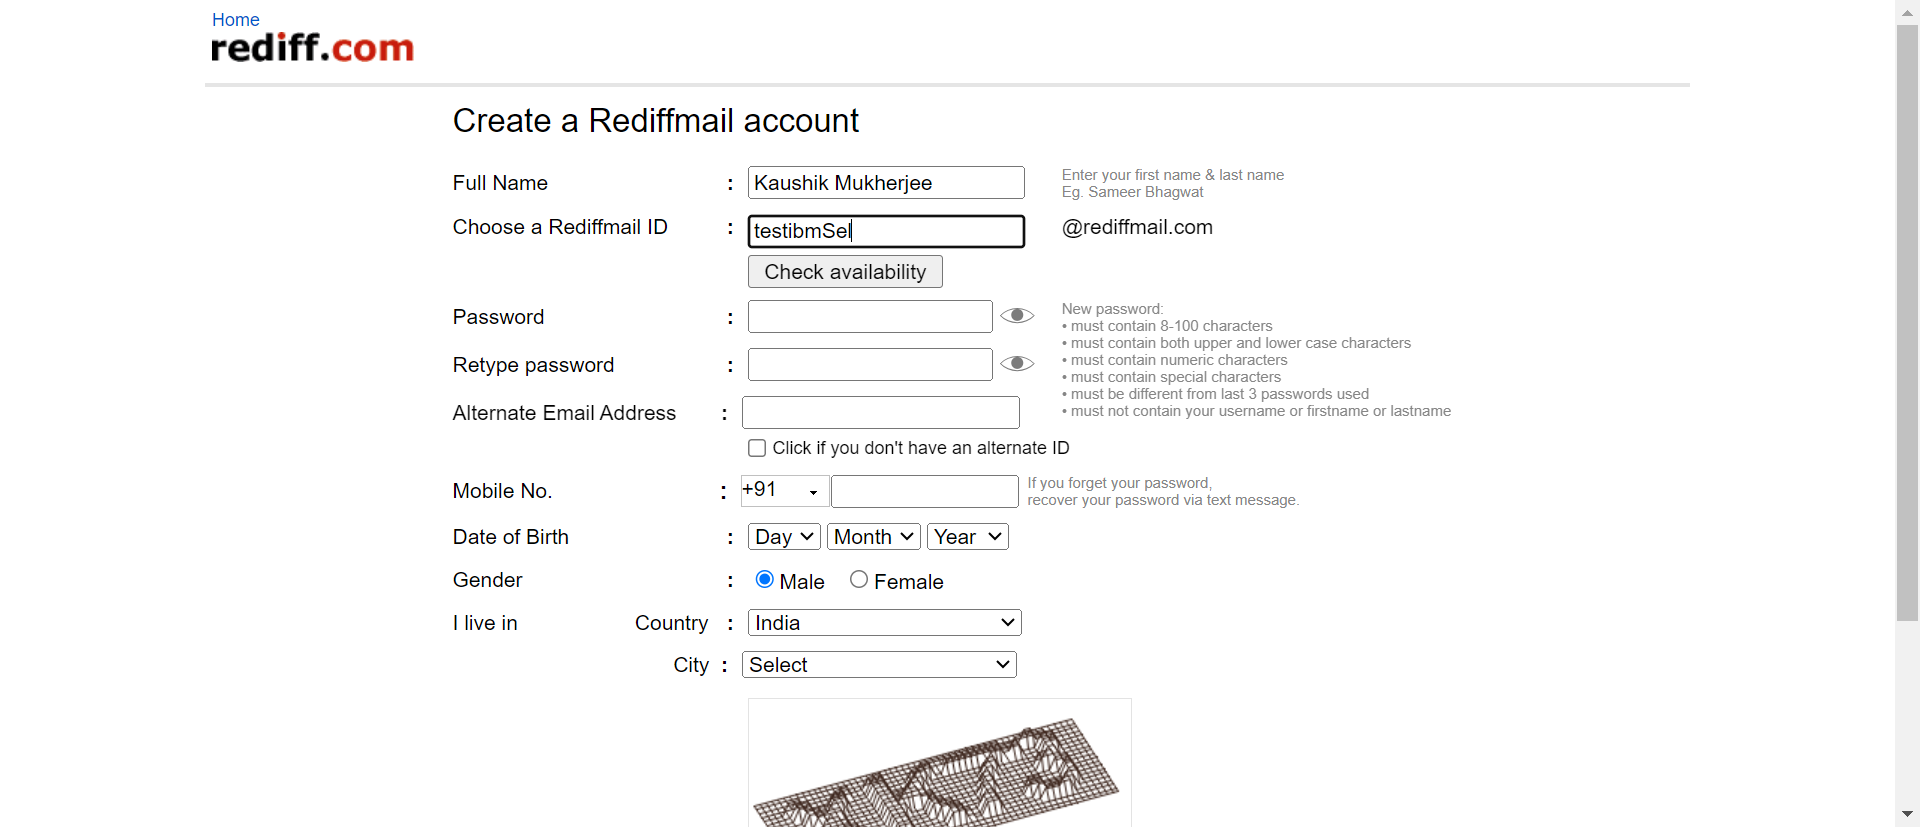 Home
rediff.com
Create a Rediffmail account
Full Name : Kaushik Mukherjee
Enter your first name & last name
Eg. Sameer Bhagwat
Choose a Rediffmail ID : testibmSel @rediffmail.com
Check availability
Password :
New password:
• must contain 8-100 characters
• must contain both upper and lower case characters
• must contain numeric characters
• must contain special characters
• must be different from last 3 passwords used
• must not contain your username or firstname or lastname
Retype password :
Alternate Email Address :
Click if you don't have an alternate ID
Mobile No. : +91
If you forget your password,
recover your password via text message.
Date of Birth : Day Month Year
Gender : Male Female
I live in Country : India
City : Select